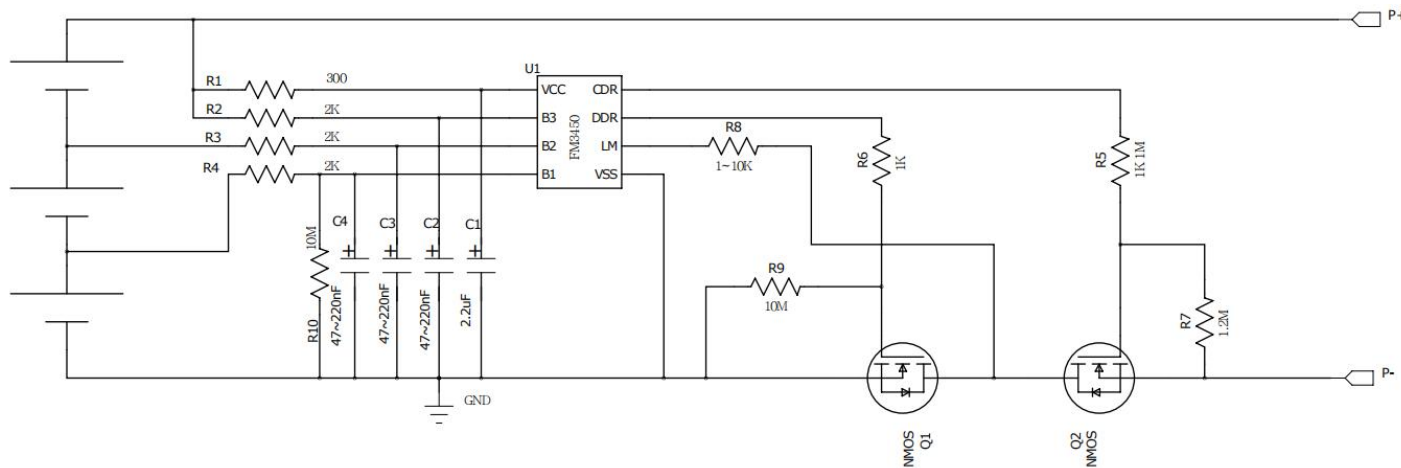 P+
U1
R1
300
VCC
CDR
R2
2K
B3
DDR
R3
2K
B2
LM
R8
1~10K
R4
2K
B1
VSS
FM3450
R6
1K
R5
1K 1M
C4
C3
C2
C1
10M
R10
47~220nF
47~220nF
47~220nF
2.2uF
R9
10M
R7
1.2M
GND
P-
NMOS
Q1
Q2
NMOS